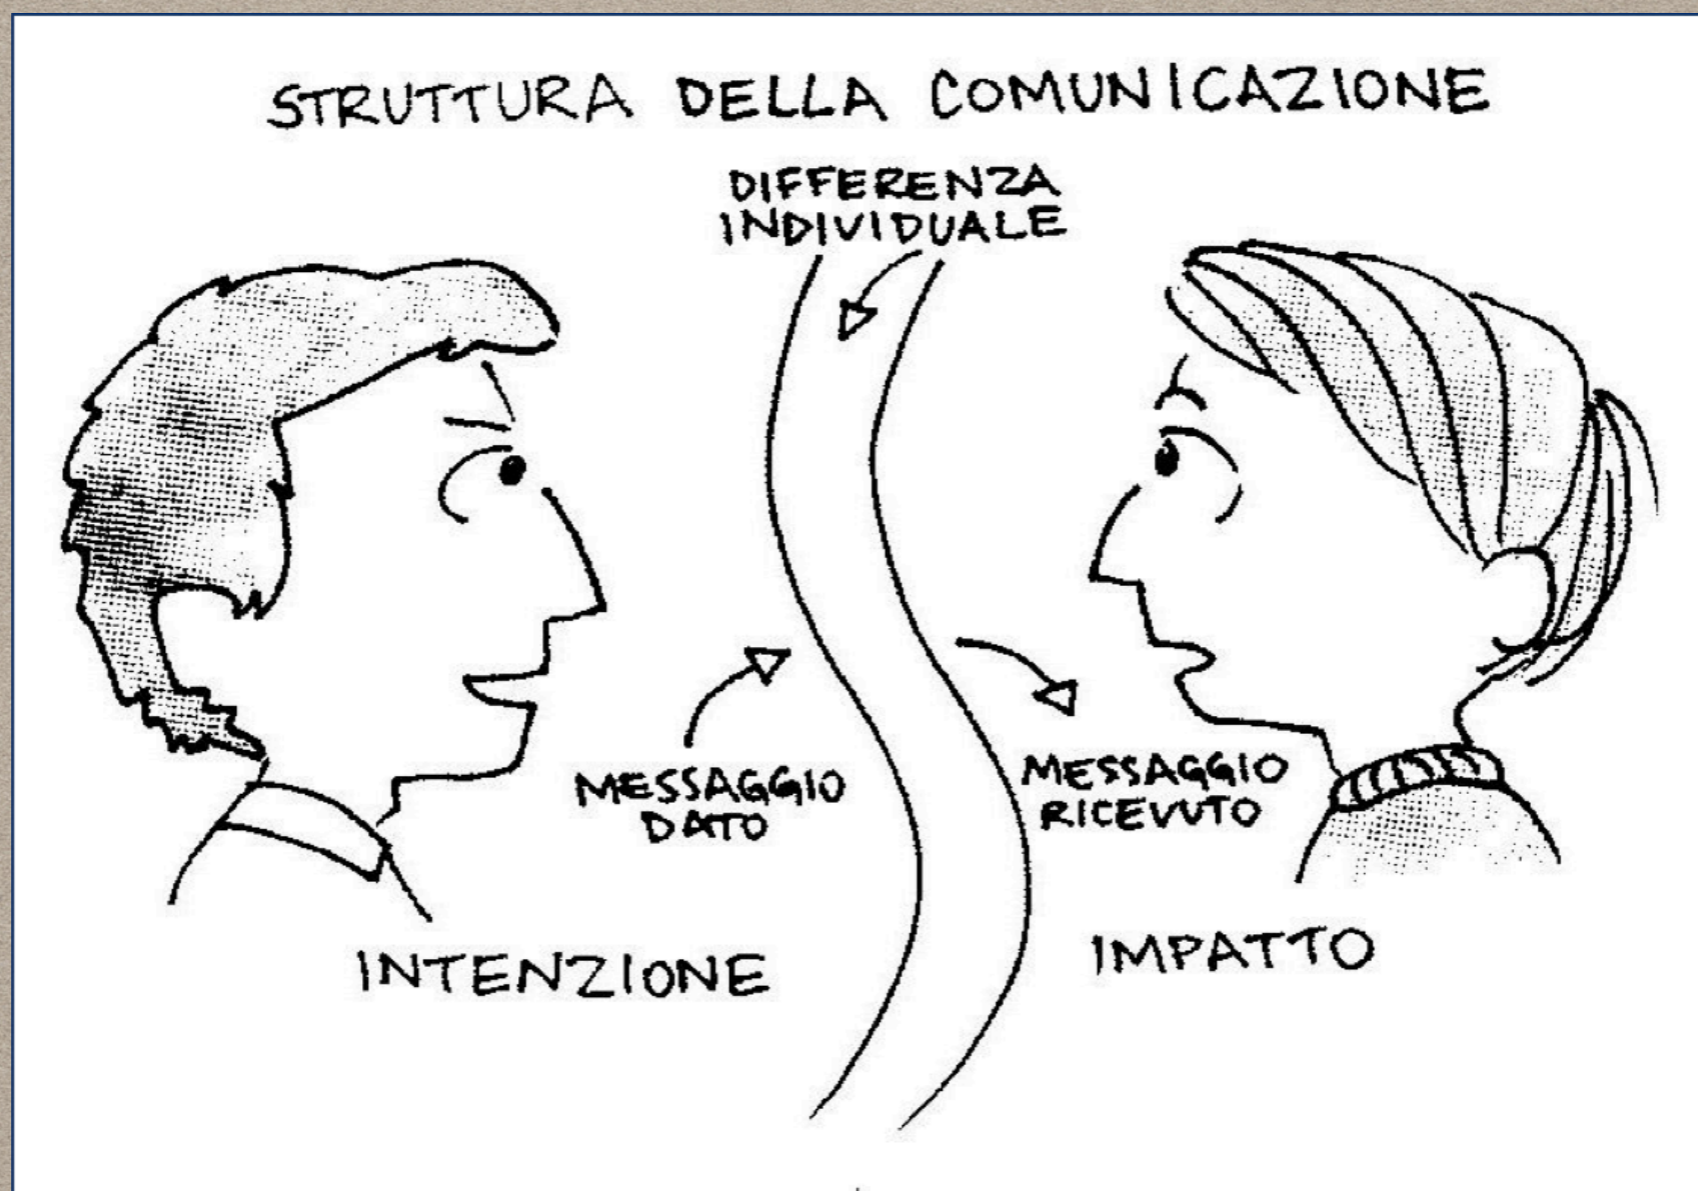 STRUTTURA DELLA COMUNICAZIONE
DIFFERENZA
INDIVIDUALE
MESSAGGIO
DATO
MESSAGGIO
RICEVUTO
INTENZIONE
IMPATTO